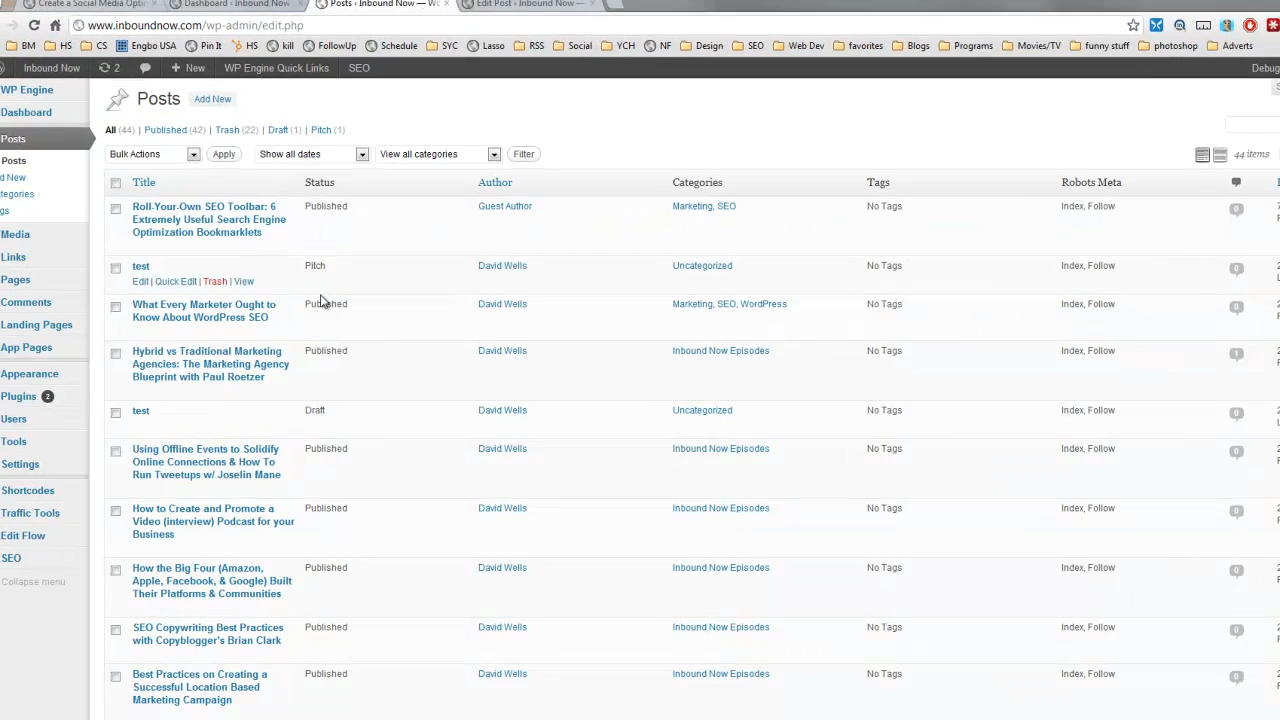 Create a Social Media Opti
Dashboard ‹ Inbound Now —
Posts ‹ Inbound Now — Wo
Edit Post ‹ Inbound Now —
www.inboundnow.com/wp-admin/edit.php
BM HS CS Engbo USA Pin It HS kill FollowUp Schedule SYC Lasso RSS Social YCH NF Design SEO Web Dev favorites Blogs Programs Movies/TV funny stuff photoshop Adverts
Inbound Now 2 + New WP Engine Quick Links SEO Debug
WP Engine
Dashboard
Posts
Posts
d New
ategories
gs
Media
Links
Pages
Comments
Landing Pages
App Pages
Appearance
Plugins 2
Users
Tools
Settings
Shortcodes
Traffic Tools
Edit Flow
SEO
Collapse menu
Posts Add New
All (44) | Published (42) | Trash (22) | Draft (1) | Pitch (1)
Bulk Actions Apply Show all dates View all categories Filter 44 items
Title Status Author Categories Tags Robots Meta
Roll-Your-Own SEO Toolbar: 6 Published Guest Author Marketing, SEO No Tags Index, Follow 0
Extremely Useful Search Engine
Optimization Bookmarklets
test Pitch David Wells Uncategorized No Tags Index, Follow 0
Edit | Quick Edit | Trash | View
What Every Marketer Ought to Published David Wells Marketing, SEO, WordPress No Tags Index, Follow 0
Know About WordPress SEO
Hybrid vs Traditional Marketing Published David Wells Inbound Now Episodes No Tags Index, Follow 1
Agencies: The Marketing Agency
Blueprint with Paul Roetzer
test Draft David Wells Uncategorized No Tags Index, Follow 0
Using Offline Events to Solidify Published David Wells Inbound Now Episodes No Tags Index, Follow 0
Online Connections & How To
Run Tweetups w/ Joselin Mane
How to Create and Promote a Published David Wells Inbound Now Episodes No Tags Index, Follow 0
Video (interview) Podcast for your
Business
How the Big Four (Amazon, Published David Wells Inbound Now Episodes No Tags Index, Follow 0
Apple, Facebook, & Google) Built
Their Platforms & Communities
SEO Copywriting Best Practices Published David Wells Inbound Now Episodes No Tags Index, Follow 0
with Copyblogger's Brian Clark
Best Practices on Creating a Published David Wells Inbound Now Episodes No Tags Index, Follow 0
Successful Location Based
Marketing Campaign